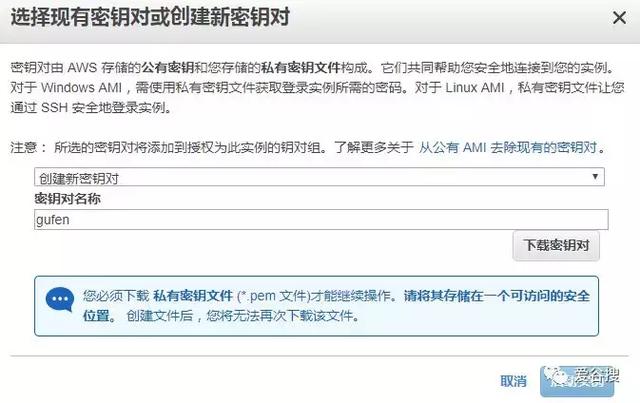 选择现有密钥对或创建新密钥对
密钥对由 AWS 存储的公有密钥和您存储的私有密钥文件构成。它们共同帮助您安全地连接到您的实例。
对于 Windows AMI，需使用私有密钥文件获取登录实例所需的密码。对于 Linux AMI，私有密钥文件让您
通过 SSH 安全地登录实例。
注意： 所选的密钥对将添加到授权为此实例的钥对组。了解更多关于 从公有 AMI 去除现有的密钥对。
创建新密钥对
密钥对名称
gufen
下载密钥对
您必须下载 私有密钥文件 (*.pem 文件)才能继续操作。请将其存储在一个可访问的安全
位置。 创建文件后，您将无法再次下载该文件。
取消
爱谷搜